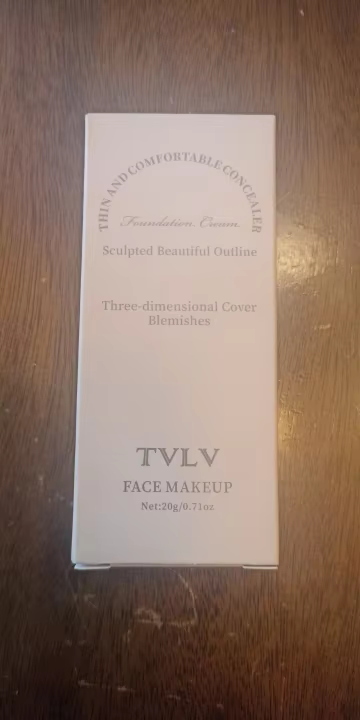 THIN AND COMFORTABLE CONCEALER
Foundation Cream
Sculpted Beautiful Outline
Three-dimensional Cover
Blemishes
TVLV
FACE MAKEUP
Net:20g/0.71oz